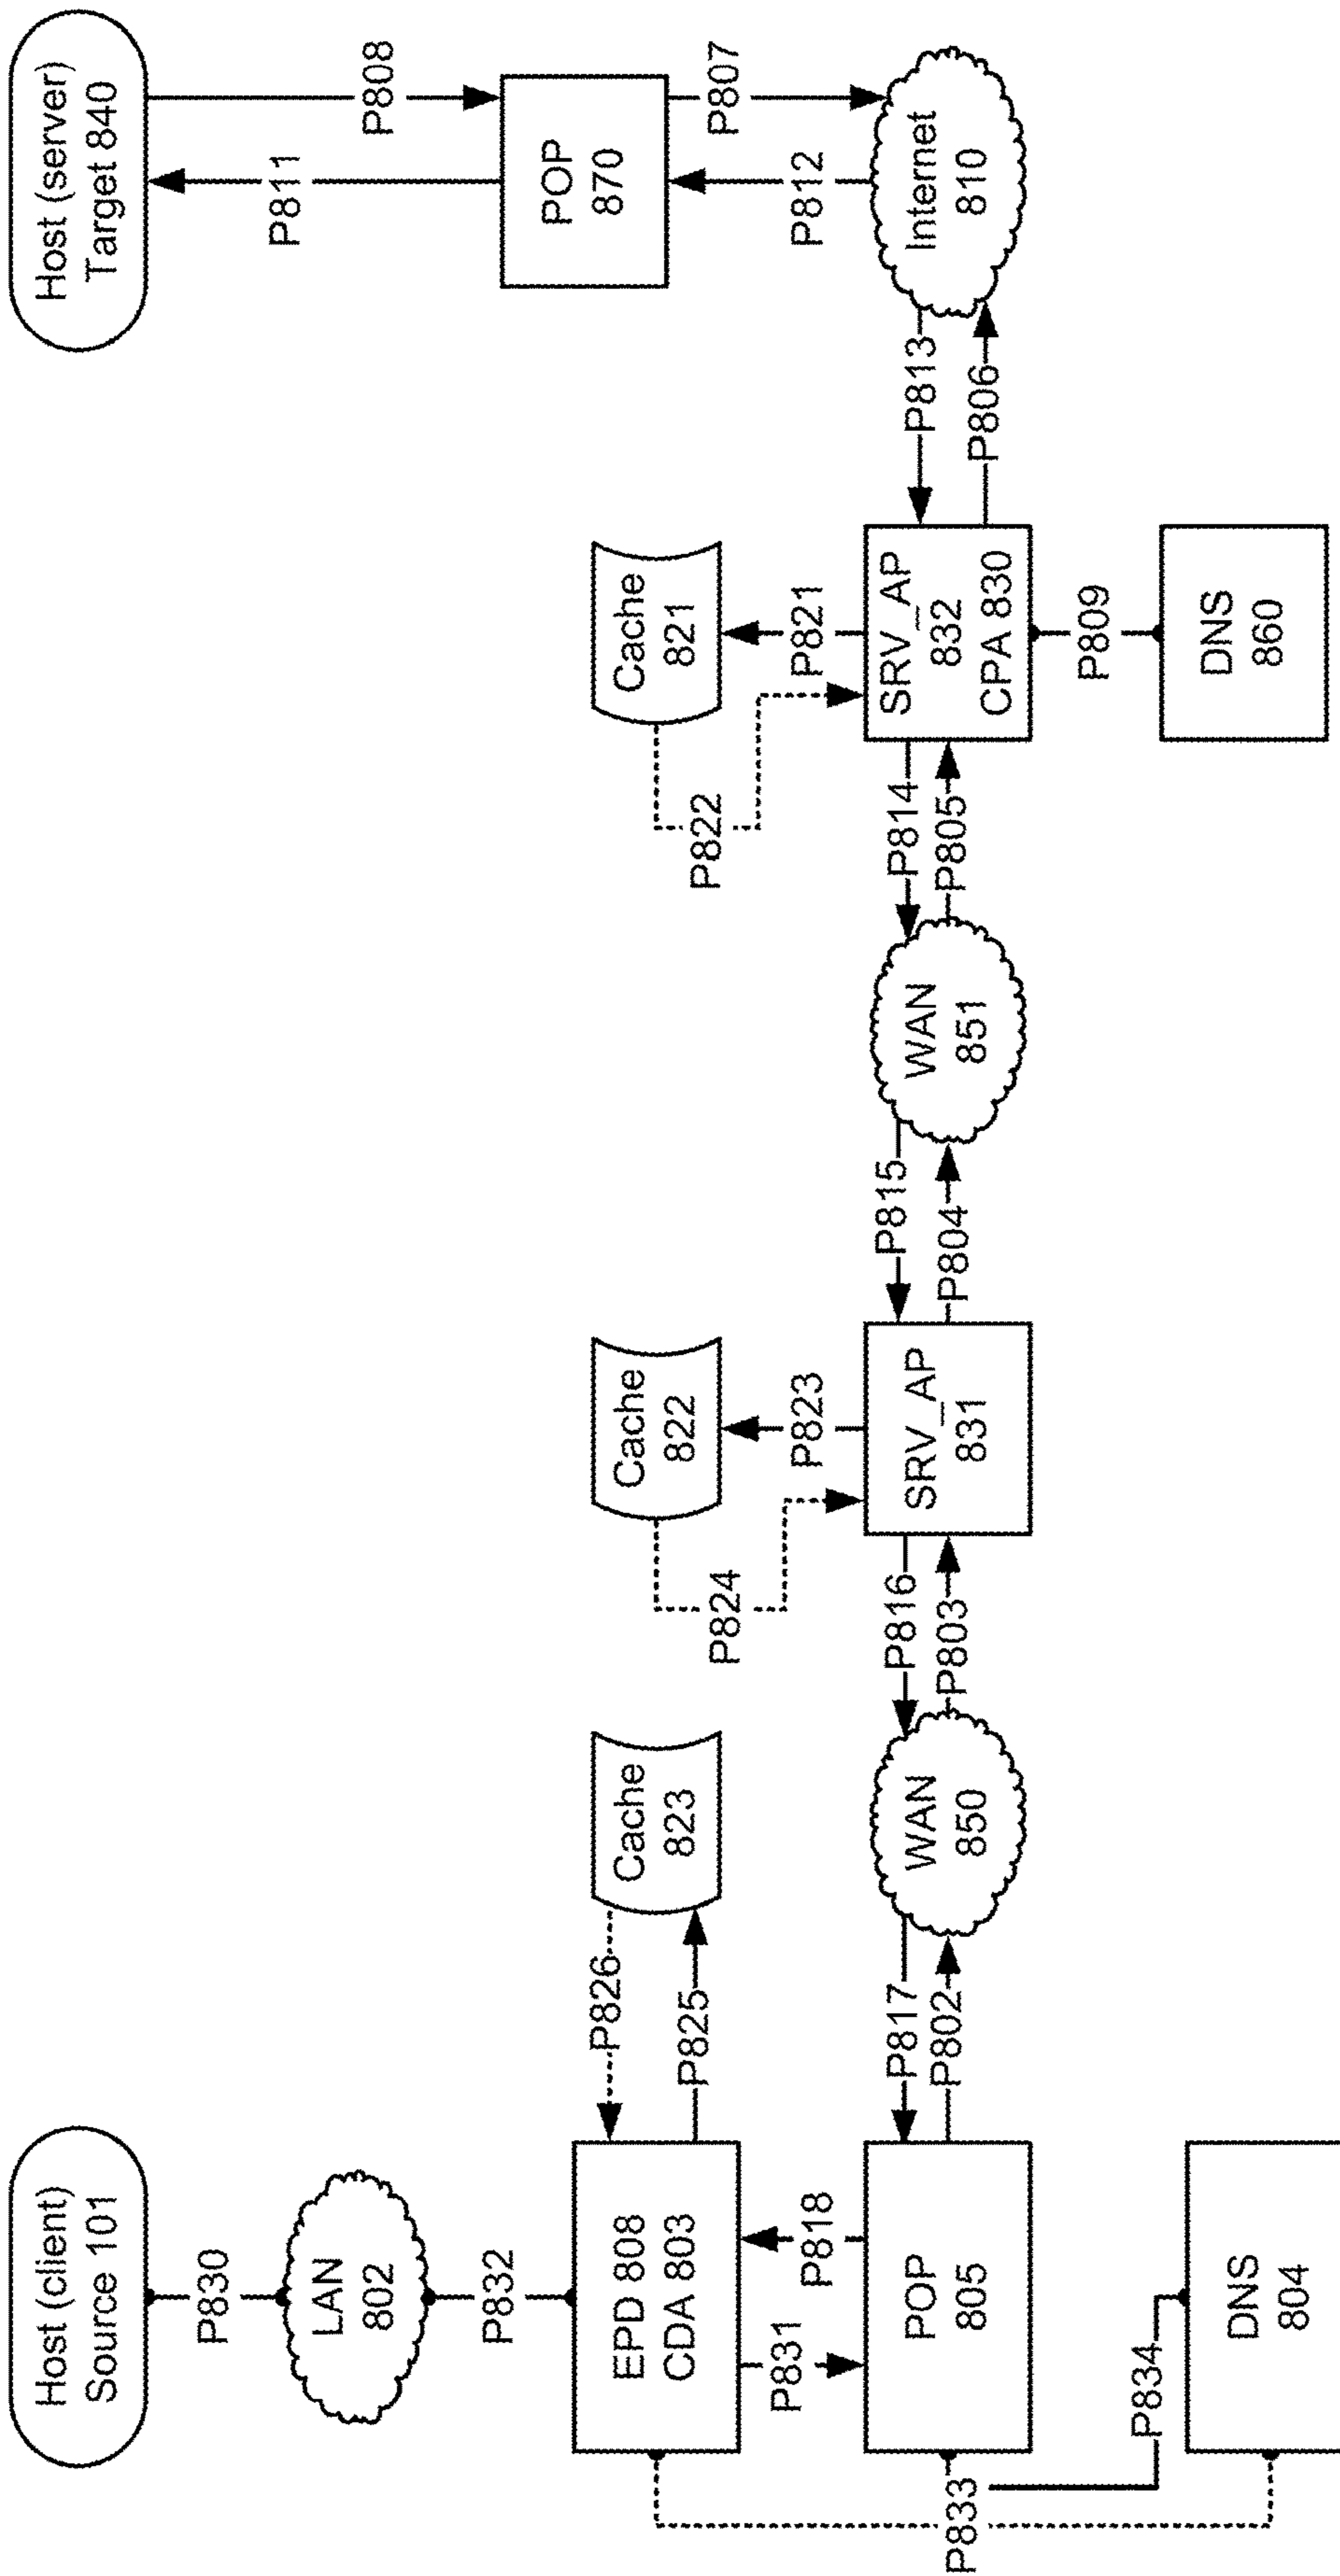 Host (client)
Source 101
P830
LAN
802
P832
EPD 808
CDA 803
P826
P825
Cache
823
P831
P818
POP
805
P833
P834
DNS
804
P817
P802
WAN
850
P816
P803
SRV_AP
831
P824
P823
Cache
822
P815
P804
WAN
851
P814
P805
SRV_AP
832
CPA 830
P822
P821
Cache
821
P809
DNS
860
P813
P806
Internet
810
P812
P807
POP
870
P811
P808
Host (server)
Target 840